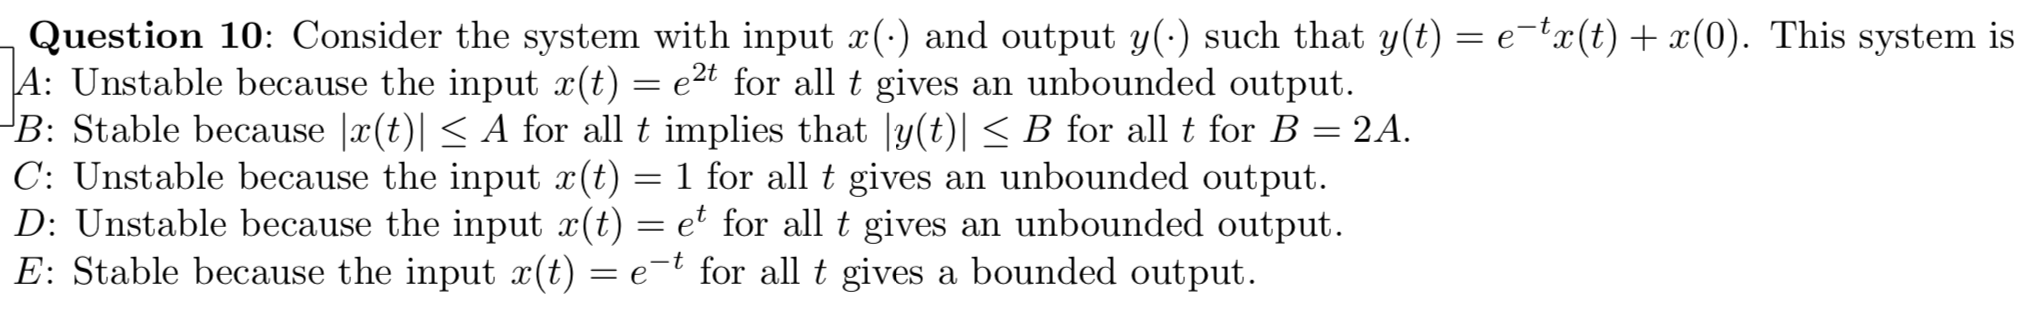 Question 10: Consider the system with input x(·) and output y(·) such that y(t) = e^{-t}x(t) + x(0). This system is
A: Unstable because the input x(t) = e^{2t} for all t gives an unbounded output.
B: Stable because |x(t)| ≤ A for all t implies that |y(t)| ≤ B for all t for B = 2A.
C: Unstable because the input x(t) = 1 for all t gives an unbounded output.
D: Unstable because the input x(t) = e^{t} for all t gives an unbounded output.
E: Stable because the input x(t) = e^{-t} for all t gives a bounded output.